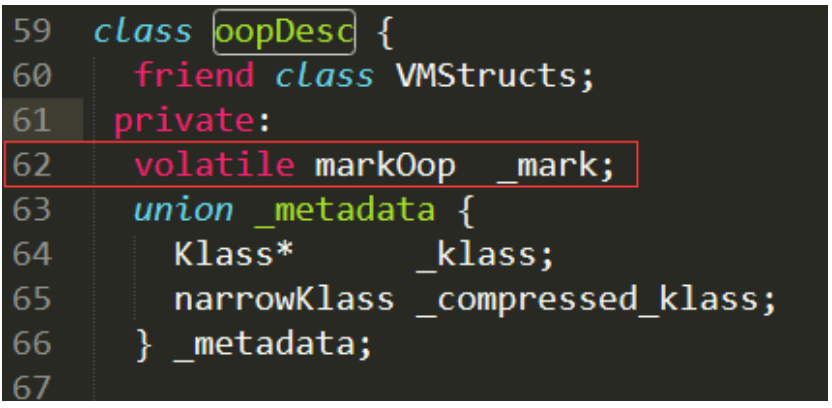 59 class oopDesc {
60 friend class VMStructs;
61 private:
62 volatile markOop _mark;
63 union _metadata {
64 Klass* _klass;
65 narrowKlass _compressed_klass;
66 } _metadata;
67